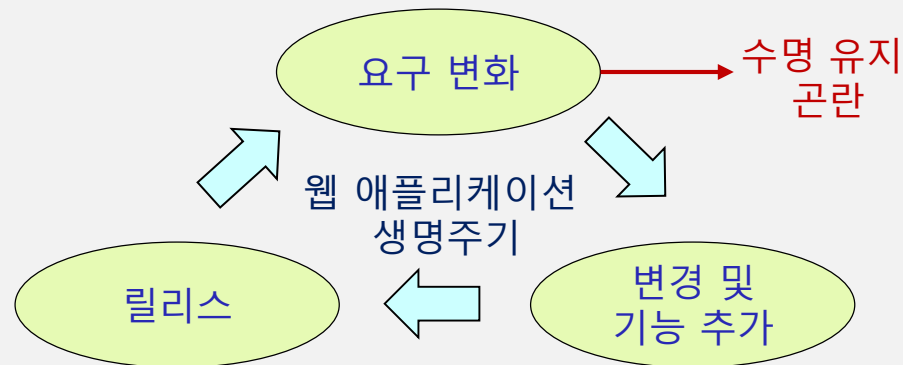 요구 변화
수명 유지
곤란
웹 애플리케이션
생명주기
릴리스
변경 및
기능 추가